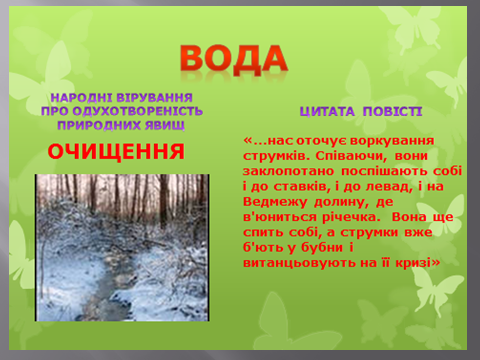 ВОДА
НАРОДНІ ВІРУВАННЯ
ПРО ОДУХОТВОРЕНІСТЬ
ПРИРОДНИХ ЯВИЩ
ОЧИЩЕННЯ
ЦИТАТА ПОВІСТІ
«...нас оточує воркування
струмків. Співаючи, вони
заклопотано поспішають собі
і до ставків, і до левад, і на
Ведмежу долину, де
в'юниться річечка. Вона ще
спить собі, а струмки вже
б'ють у бубни і
витанцьовують на її кризі»